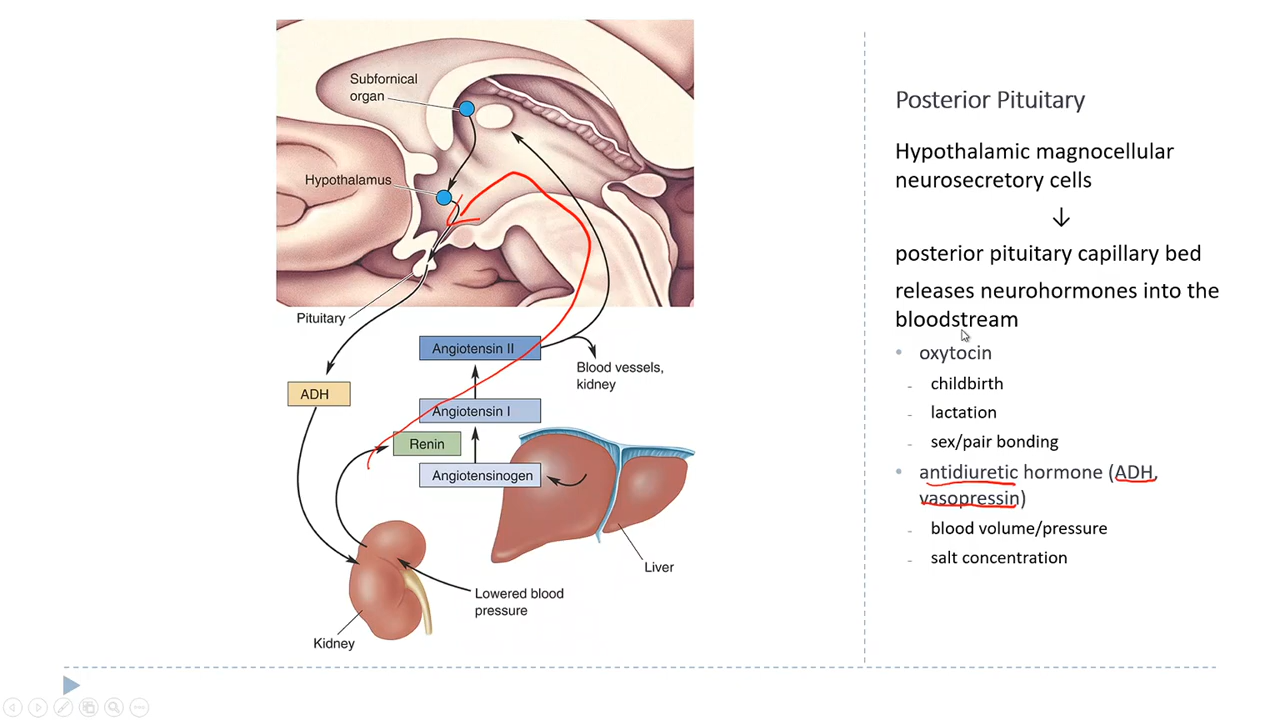 Subfornical
organ
Hypothalamus
Pituitary
ADH
Angiotensin II
Blood vessels,
kidney
Angiotensin I
Renin
Angiotensinogen
Liver
Lowered blood
pressure
Kidney
Posterior Pituitary
Hypothalamic magnocellular
neurosecretory cells
↓
posterior pituitary capillary bed
releases neurohormones into the
bloodstream
• oxytocin
- childbirth
- lactation
- sex/pair bonding
• antidiuretic hormone (ADH,
vasopressin)
- blood volume/pressure
- salt concentration